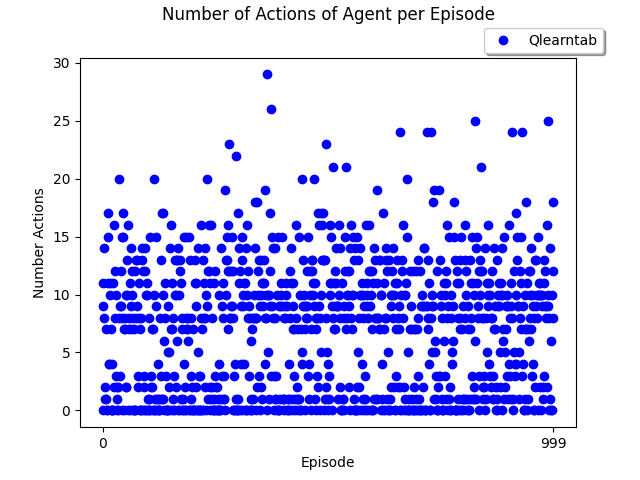 Number of Actions of Agent per Episode
Qlearntab
30
25
20
15
10
5
0
Number Actions
0
999
Episode